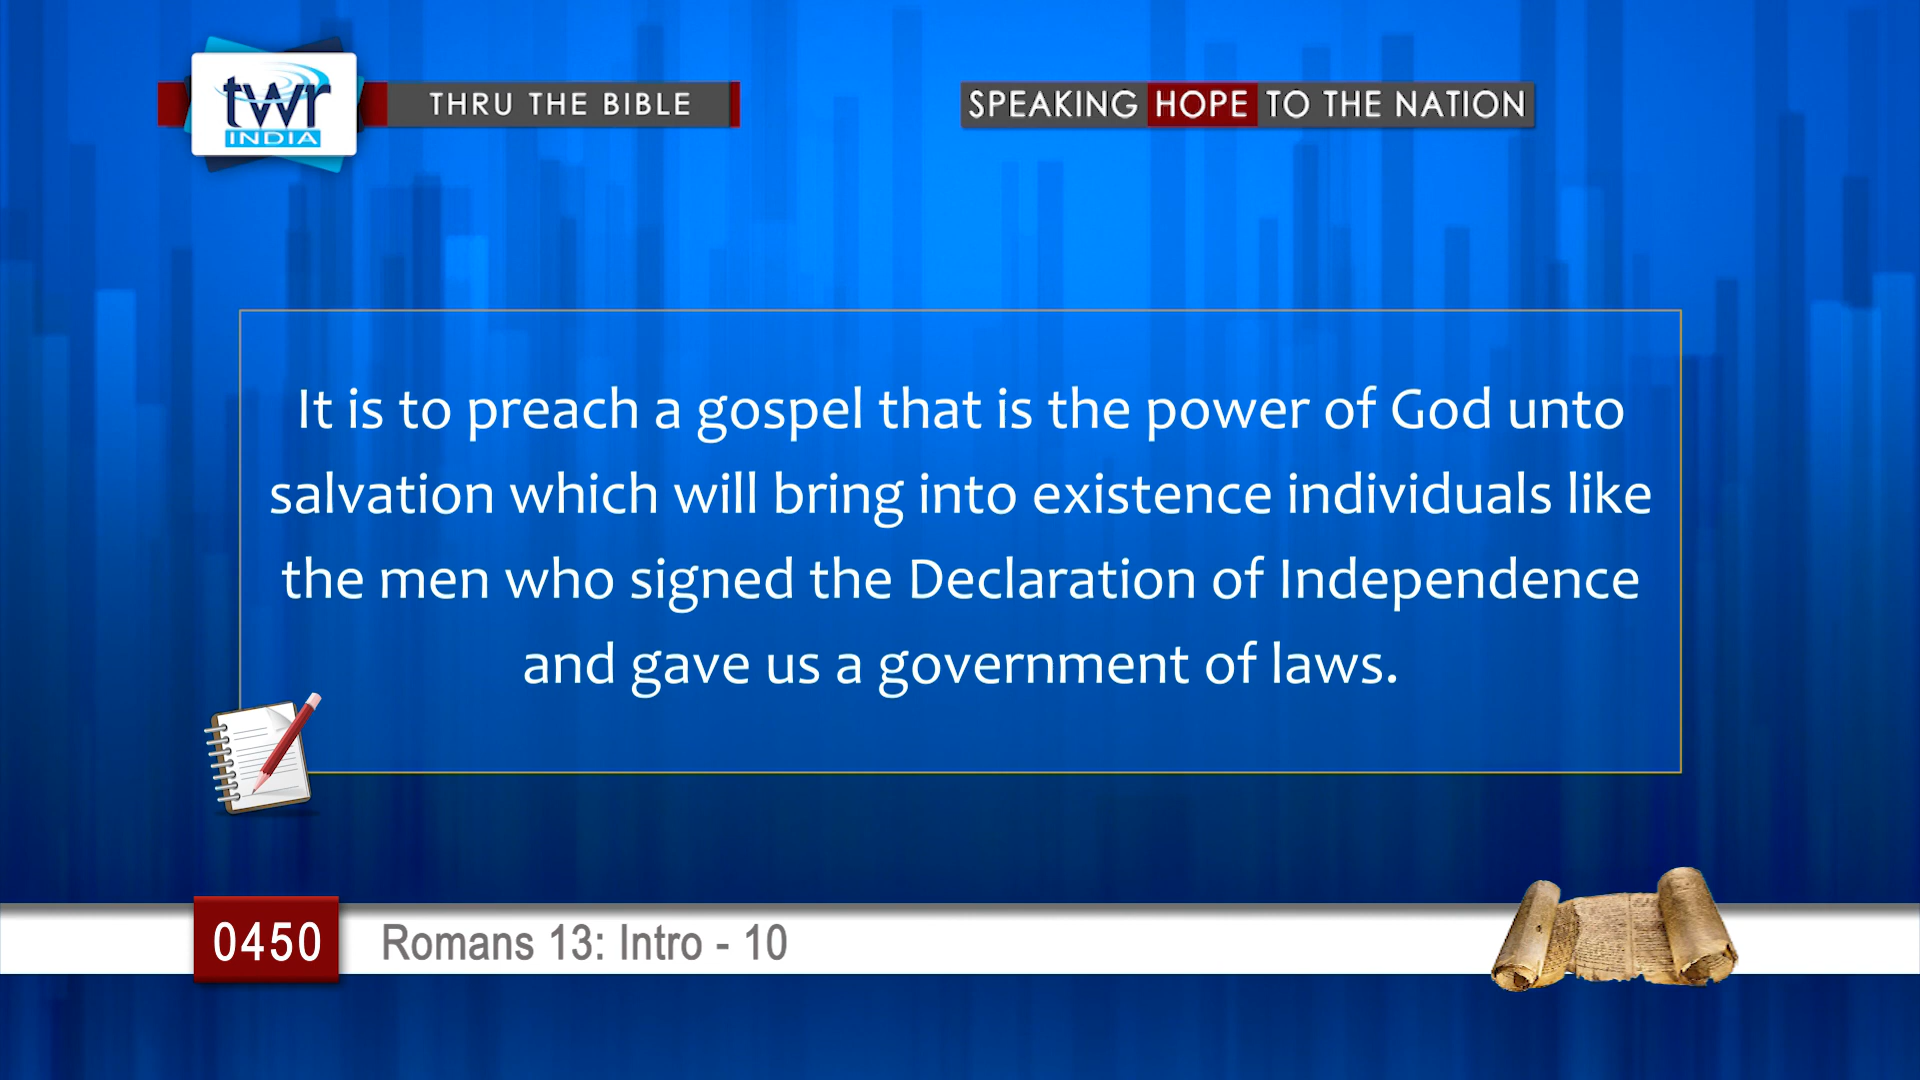 twr
INDIA
THRU THE BIBLE
SPEAKING HOPE TO THE NATION
It is to preach a gospel that is the power of God unto
salvation which will bring into existence individuals like
the men who signed the Declaration of Independence
and gave us a government of laws.
0450
Romans 13: Intro - 10